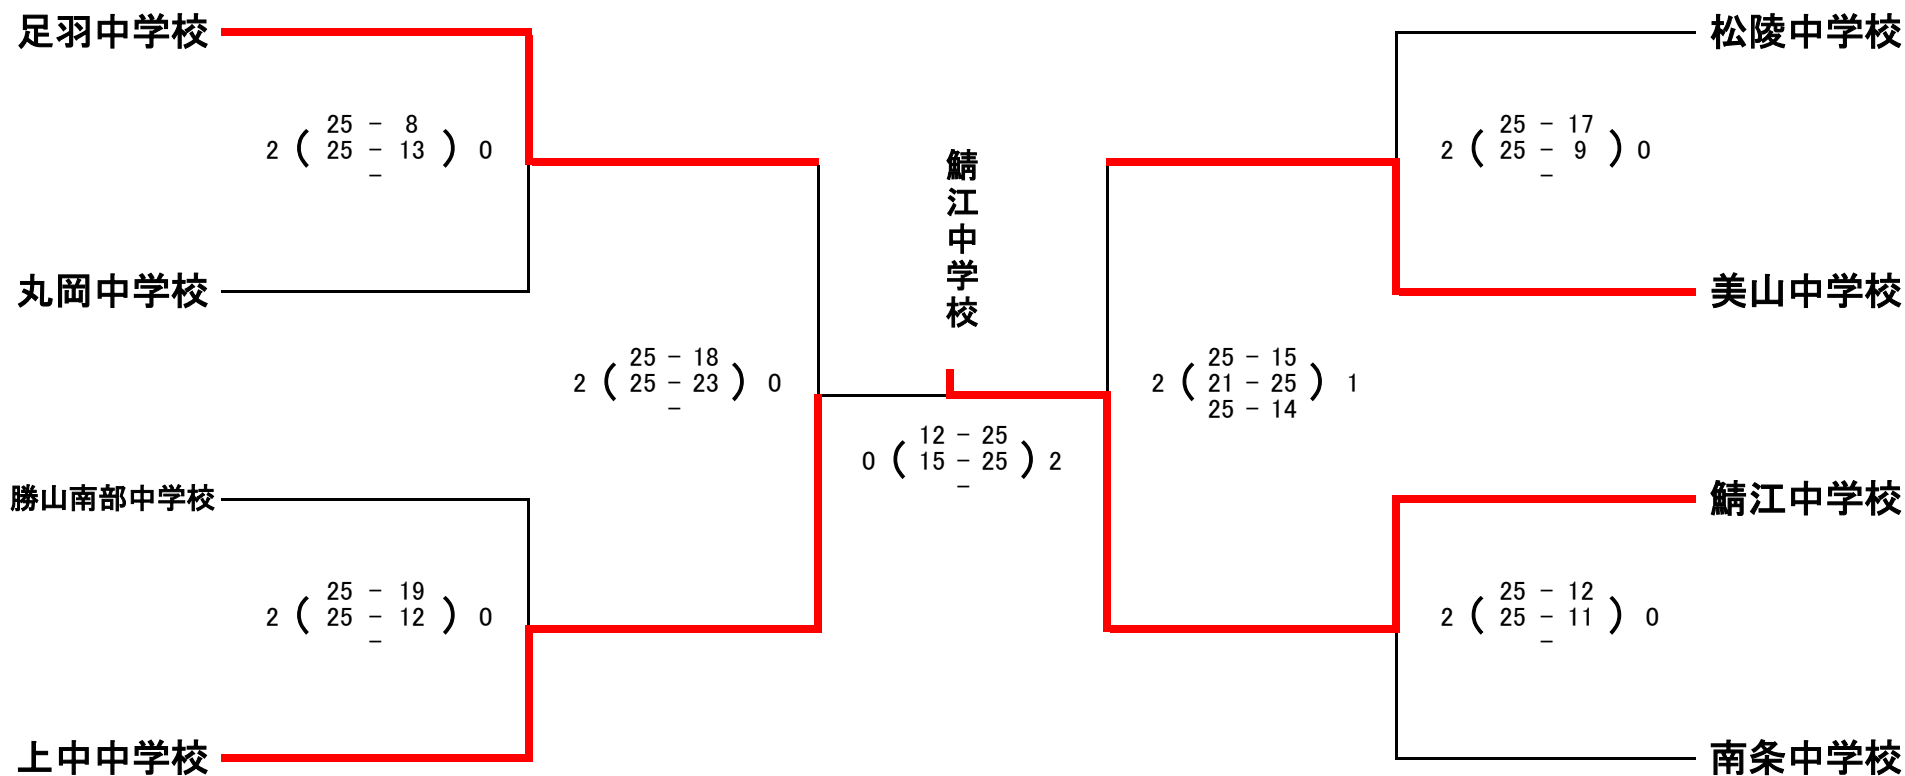 足羽中学校
松陵中学校
25 - 8
2 ( 25 - 13 ) 0
-
25 - 17
2 ( 25 - 9 ) 0
-
鯖江中学校
丸岡中学校
美山中学校
25 - 18
2 ( 25 - 23 ) 0
-
25 - 15
2 ( 21 - 25 ) 1
25 - 14
12 - 25
0 ( 15 - 25 ) 2
-
勝山南部中学校
鯖江中学校
25 - 19
2 ( 25 - 12 ) 0
-
25 - 12
2 ( 25 - 11 ) 0
-
上中中学校
南条中学校